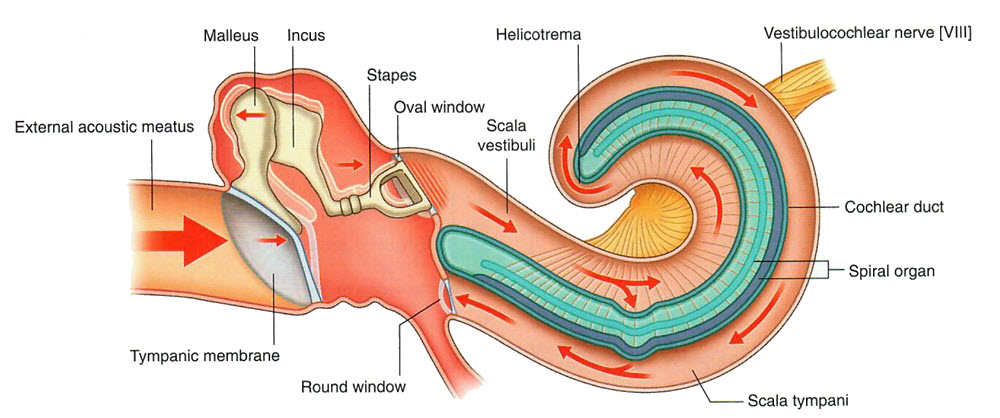 Malleus
Incus
Helicotrema
Vestibulocochlear nerve [VIII]
Stapes
Oval window
External acoustic meatus
Scala
vestibuli
Cochlear duct
Spiral organ
Tympanic membrane
Round window
Scala tympani